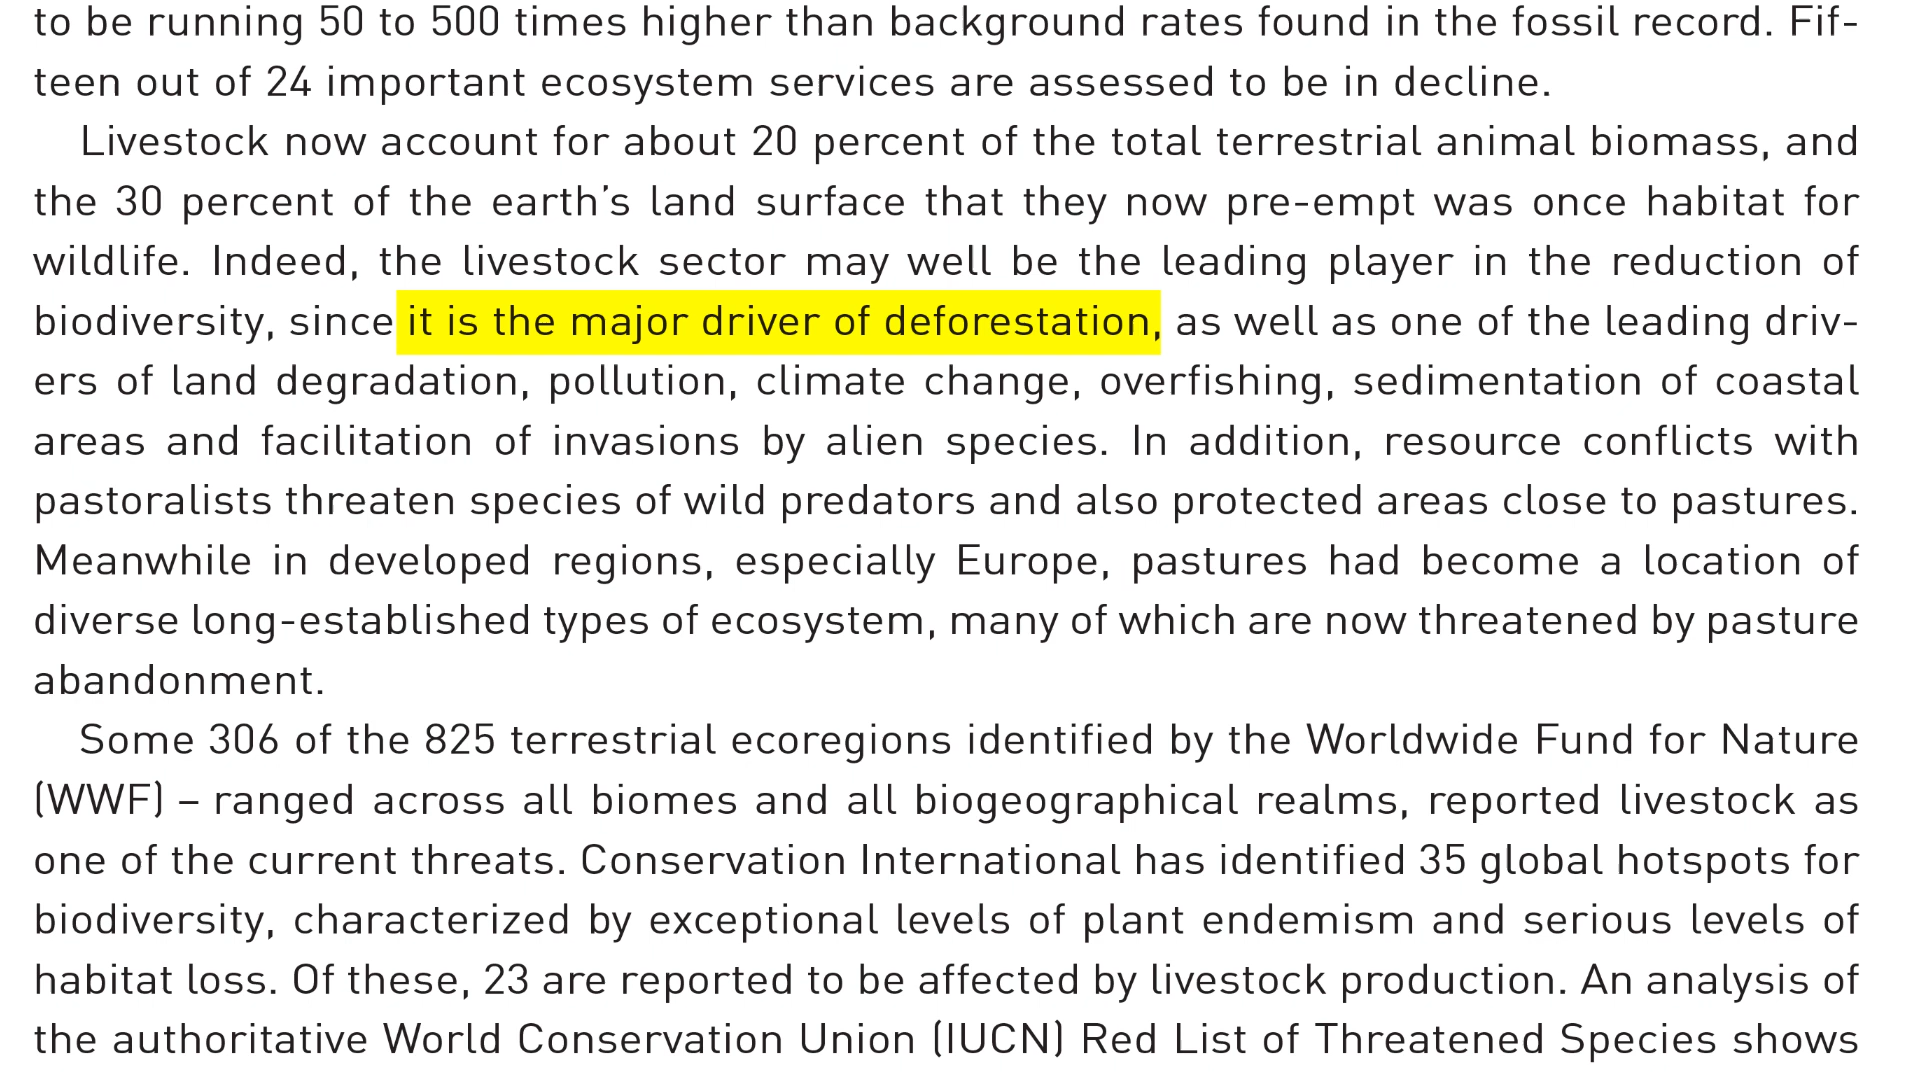 to be running 50 to 500 times higher than background rates found in the fossil record. Fif-
teen out of 24 important ecosystem services are assessed to be in decline.
Livestock now account for about 20 percent of the total terrestrial animal biomass, and
the 30 percent of the earth’s land surface that they now pre-empt was once habitat for
wildlife. Indeed, the livestock sector may well be the leading player in the reduction of
biodiversity, since it is the major driver of deforestation, as well as one of the leading driv-
ers of land degradation, pollution, climate change, overfishing, sedimentation of coastal
areas and facilitation of invasions by alien species. In addition, resource conflicts with
pastoralists threaten species of wild predators and also protected areas close to pastures.
Meanwhile in developed regions, especially Europe, pastures had become a location of
diverse long-established types of ecosystem, many of which are now threatened by pasture
abandonment.
Some 306 of the 825 terrestrial ecoregions identified by the Worldwide Fund for Nature
(WWF) – ranged across all biomes and all biogeographical realms, reported livestock as
one of the current threats. Conservation International has identified 35 global hotspots for
biodiversity, characterized by exceptional levels of plant endemism and serious levels of
habitat loss. Of these, 23 are reported to be affected by livestock production. An analysis of
the authoritative World Conservation Union (IUCN) Red List of Threatened Species shows